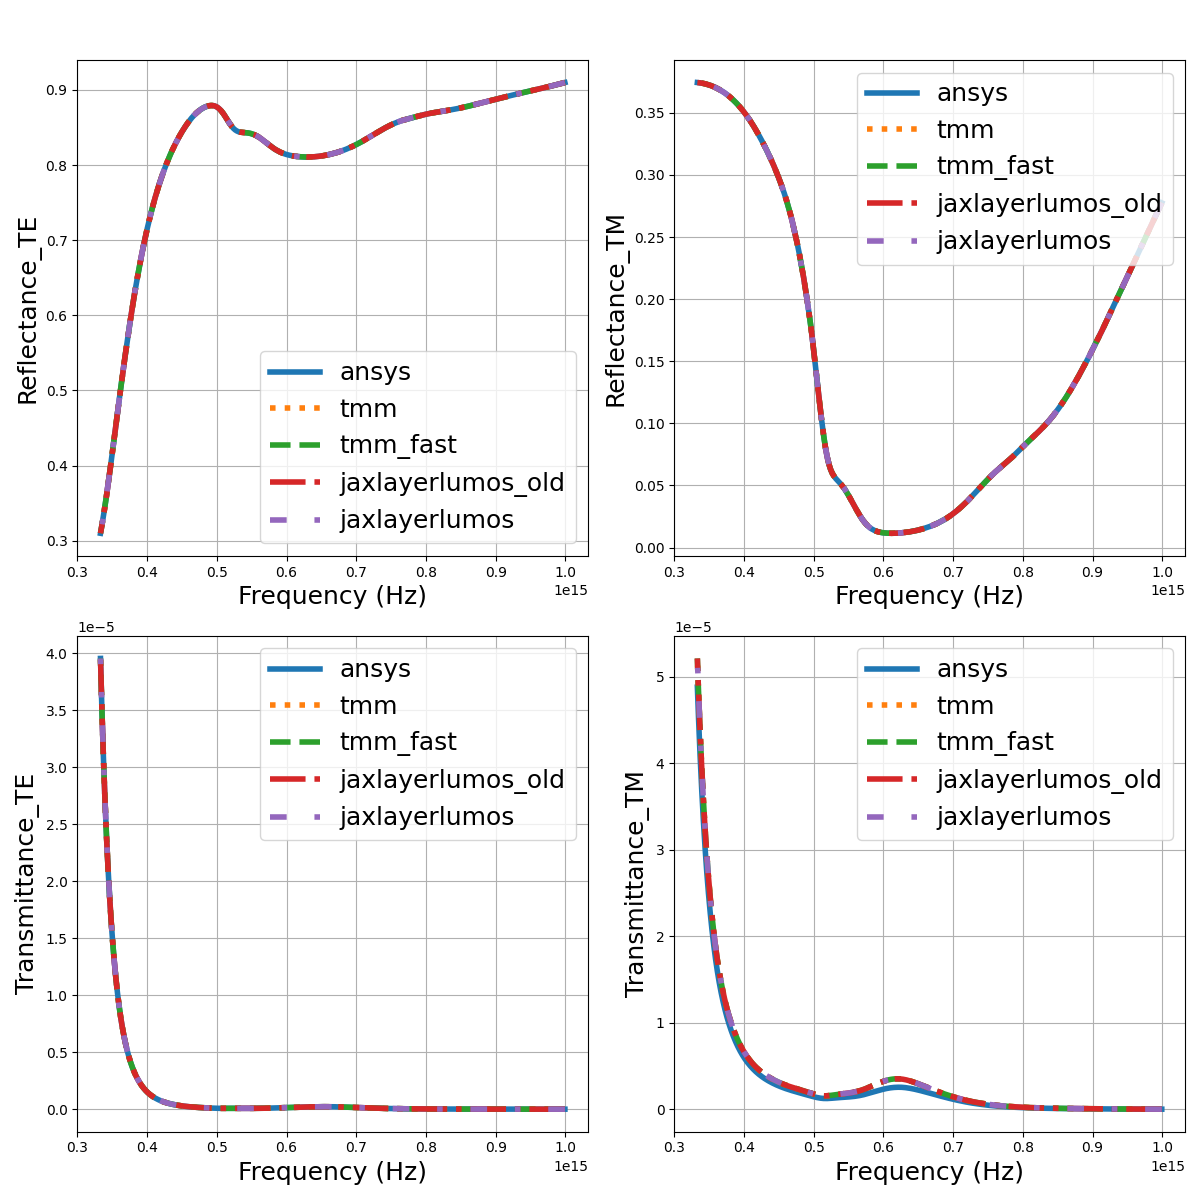 0.9
0.8
0.7
0.6
0.5
0.4
0.3
Reflectance_TE
ansys
tmm
tmm_fast
jaxlayerlumos_old
jaxlayerlumos
0.3 0.4 0.5 0.6 0.7 0.8 0.9 1.0
1e15
Frequency (Hz)
0.35
0.30
0.25
0.20
0.15
0.10
0.05
0.00
Reflectance_TM
ansys
tmm
tmm_fast
jaxlayerlumos_old
jaxlayerlumos
0.3 0.4 0.5 0.6 0.7 0.8 0.9 1.0
1e15
Frequency (Hz)
1e−5
4.0
3.5
3.0
2.5
2.0
1.5
1.0
0.5
0.0
Transmittance_TE
ansys
tmm
tmm_fast
jaxlayerlumos_old
jaxlayerlumos
0.3 0.4 0.5 0.6 0.7 0.8 0.9 1.0
1e15
Frequency (Hz)
1e−5
5
4
3
2
1
0
Transmittance_TM
ansys
tmm
tmm_fast
jaxlayerlumos_old
jaxlayerlumos
0.3 0.4 0.5 0.6 0.7 0.8 0.9 1.0
1e15
Frequency (Hz)